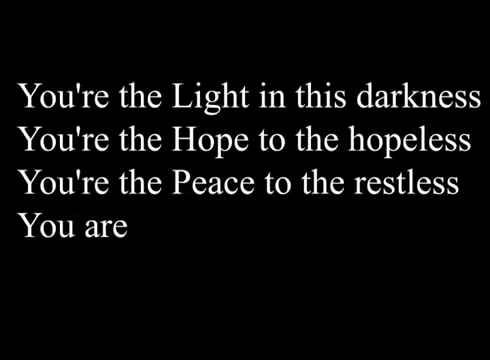 You're the Light in this darkness
You're the Hope to the hopeless
You're the Peace to the restless
You are